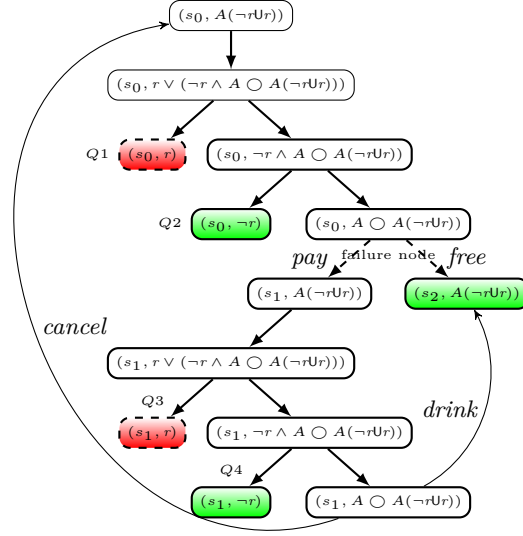 (s₀, A(¬rUr))
(s₀, r ∨ (¬r ∧ A ◯ A(¬rUr)))
Q1 (s₀, r) (s₀, ¬r ∧ A ◯ A(¬rUr))
Q2 (s₀, ¬r) (s₀, A ◯ A(¬rUr))
pay failure node free
(s₁, A(¬rUr)) (s₂, A(¬rUr))
cancel
(s₁, r ∨ (¬r ∧ A ◯ A(¬rUr)))
Q3
(s₁, r) (s₁, ¬r ∧ A ◯ A(¬rUr))
drink
Q4
(s₁, ¬r) (s₁, A ◯ A(¬rUr))